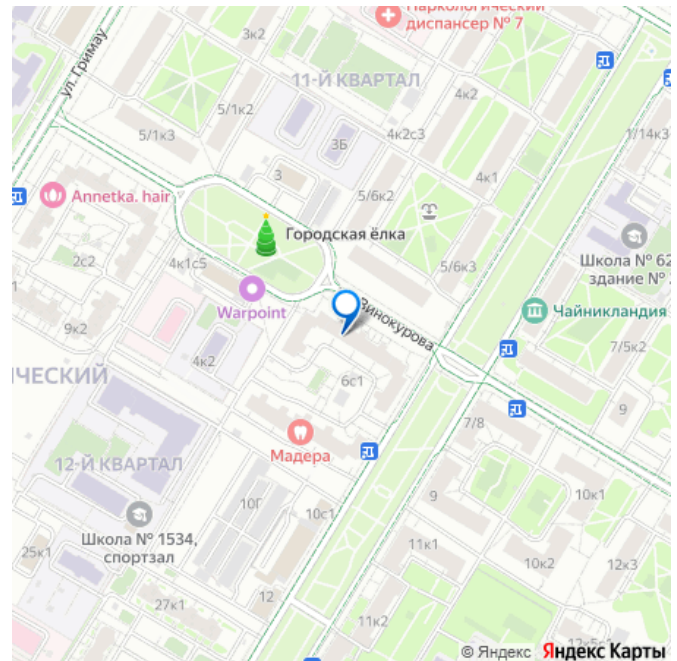 Наркологический
диспансер № 7
3к2
ул. Гримау
11-Й КВАРТАЛ
4к2
5/1к2
5/1к3
3Б
4к2с3
1/14к3
3
4к1
5/6к2
Annetka. hair
Городская ёлка
Школа № 62
здание №
2с2
4к1с5
5/6к3
Warpoint
Винокурова
Чайникландия
9к2
4к2
7/5к2
ИЧЕСКИЙ
6с1
9
7/8
Мадера
12-Й КВАРТАЛ
10Г
10с1
9
10к1
Школа № 1534,
спортзал
25к1
11к1
10к2
12к3
27к1
12
11к2
12к5с1
© Яндекс Яндекс Карты